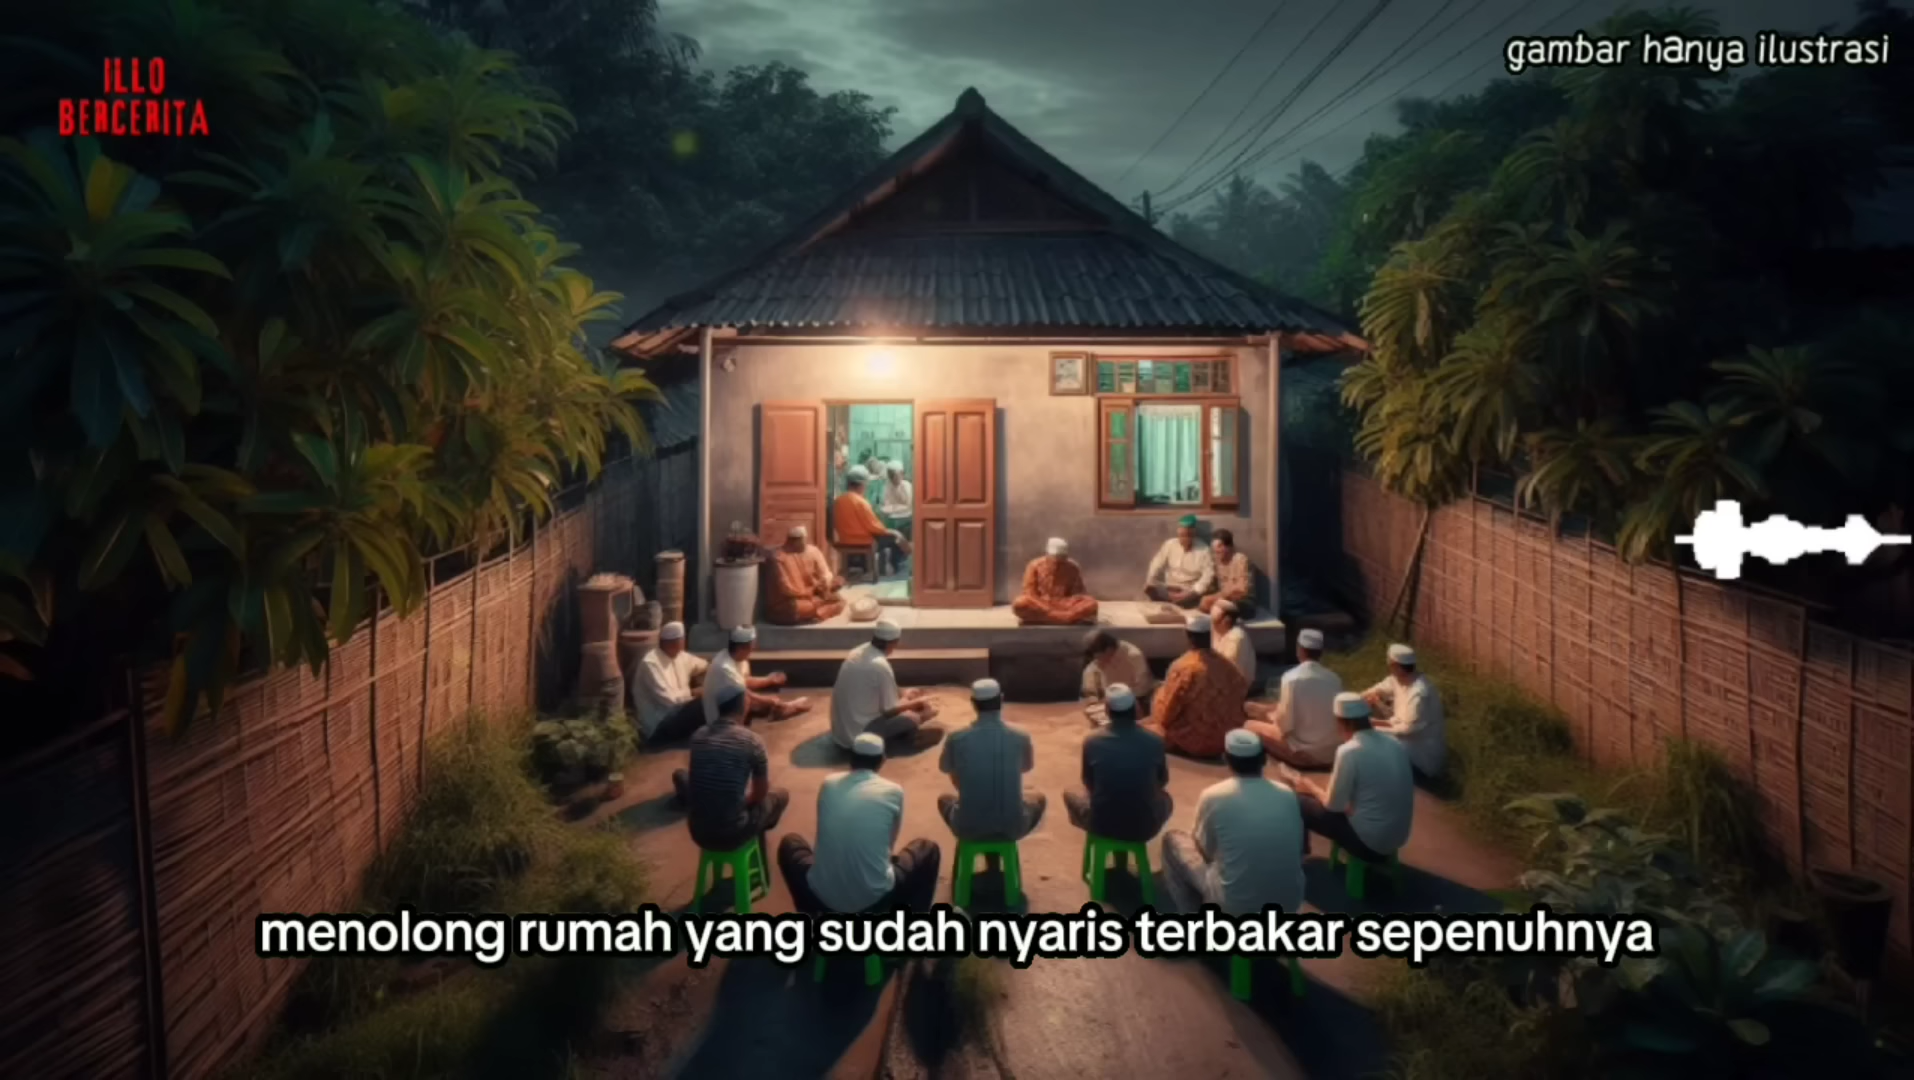 ILLO
BERCERITA
gambar hanya ilustrasi
menolong rumah yang sudah nyaris terbakar sepenuhnya